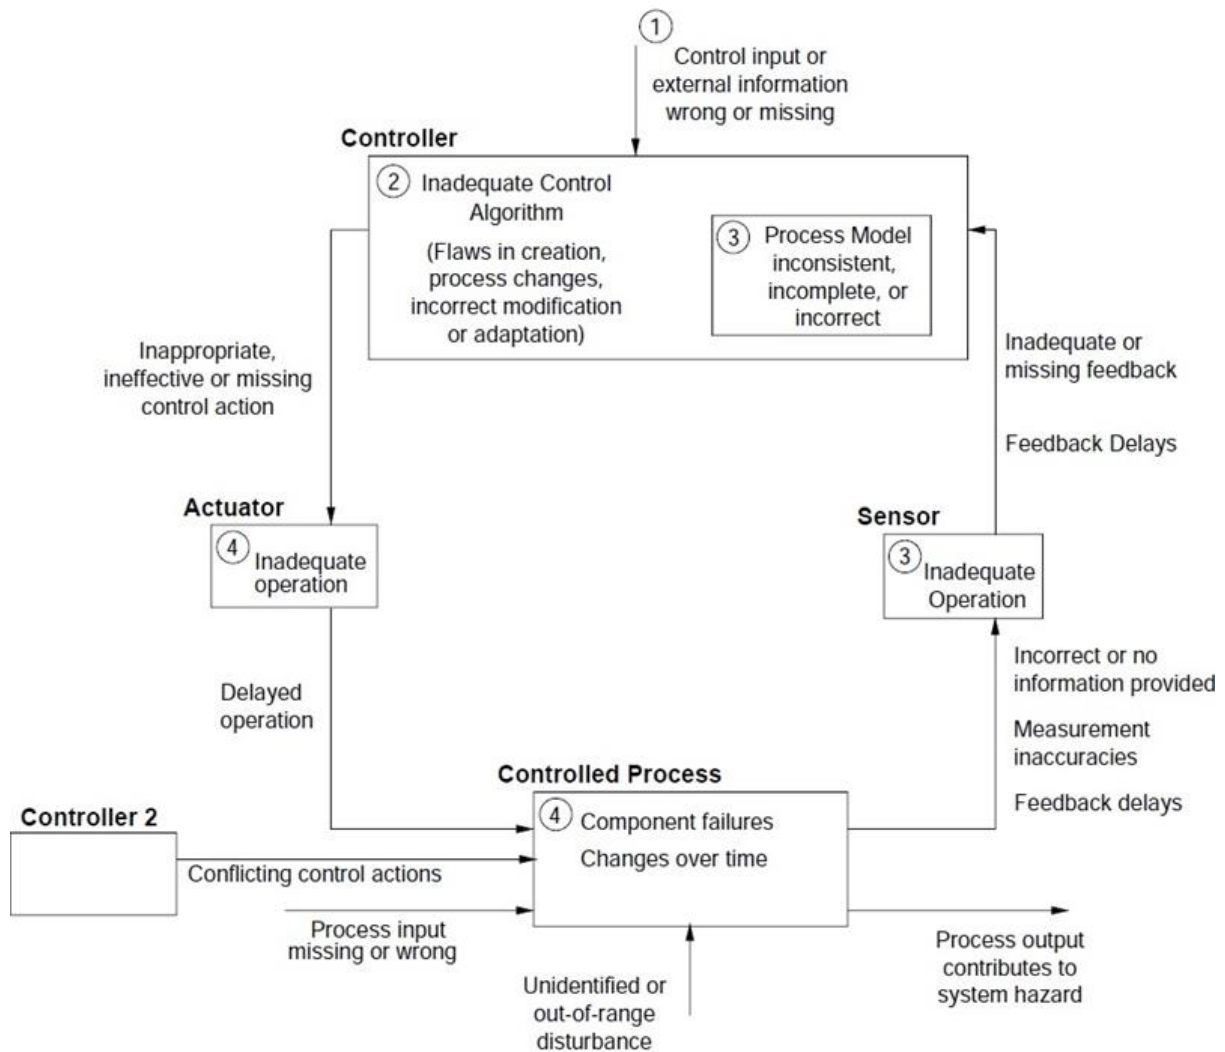 1
Control input or
external information
wrong or missing
Controller
2
Inadequate Control
Algorithm
(Flaws in creation,
process changes,
incorrect modification
or adaptation)
3
Process Model
inconsistent,
incomplete, or
incorrect
Inappropriate,
ineffective or missing
control action
Inadequate or
missing feedback
Feedback Delays
Actuator
4
Inadequate
operation
Sensor
3
Inadequate
Operation
Delayed
operation
Incorrect or no
information provided
Measurement
inaccuracies
Feedback delays
Controlled Process
4
Component failures
Changes over time
Controller 2
Conflicting control actions
Process input
missing or wrong
Unidentified or
out-of-range
disturbance
Process output
contributes to
system hazard